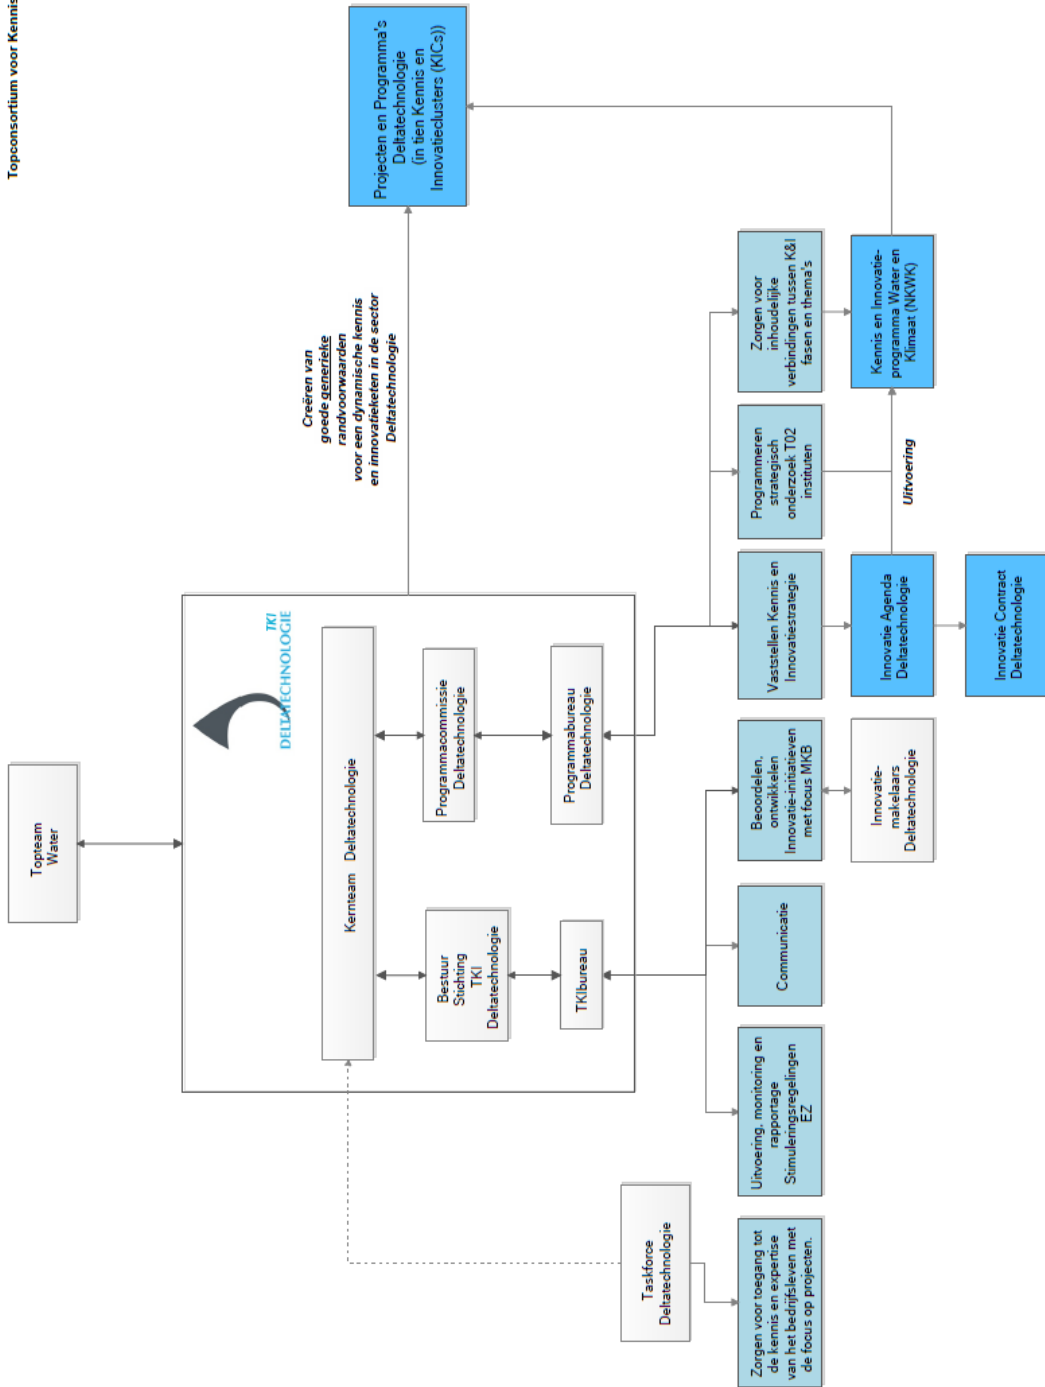 Topconsortium voor Kennis
Topteam
Water
TKI
DELTATECHNOLOGIE
Creëren van
goede generieke
randvoorwaarden
voor een dynamische kennis
en innovatieketen in de sector
Deltatechnologie
Projecten en Programma's
Deltatechnologie
(in tien Kennis en
Innovatieclusters (KICs))
Kernteam Deltatechnologie
Bestuur
Stichting
TKI
Deltatechnologie
Programmacommissie
Deltatechnologie
TKIbureau
Programmabureau
Deltatechnologie
Taskforce
Deltatechnologie
Zorgen voor toegang tot
de kennis en expertise
van het bedrijfsleven met
de focus op projecten.
Uitvoering, monitoring en
rapportage
Stimuleringsregelingen
EZ
Communicatie
Beoordelen,
ontwikkelen
Innovatie-initiatieven
met focus MKB
Vaststellen Kennis en
Innovatiestrategie
Programmeren
strategisch
onderzoek T02
instituten
Zorgen voor
inhoudelijke
verbindingen tussen K&I
fasen en thema's
Innovatie-
makelaars
Deltatechnologie
Innovatie Agenda
Deltatechnologie
Uitvoering
Kennis en Innovatie-
programma Water en
Klimaat (NKWK)
Innovatie Contract
Deltatechnologie